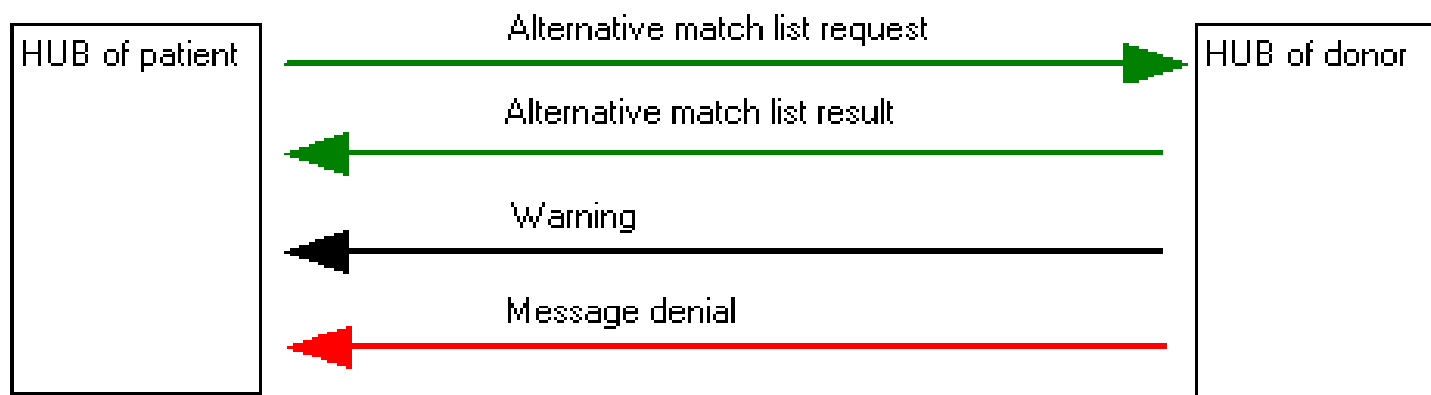 Alternative match list request
HUB of patient
HUB of donor
Alternative match list result
Warning
Message denial